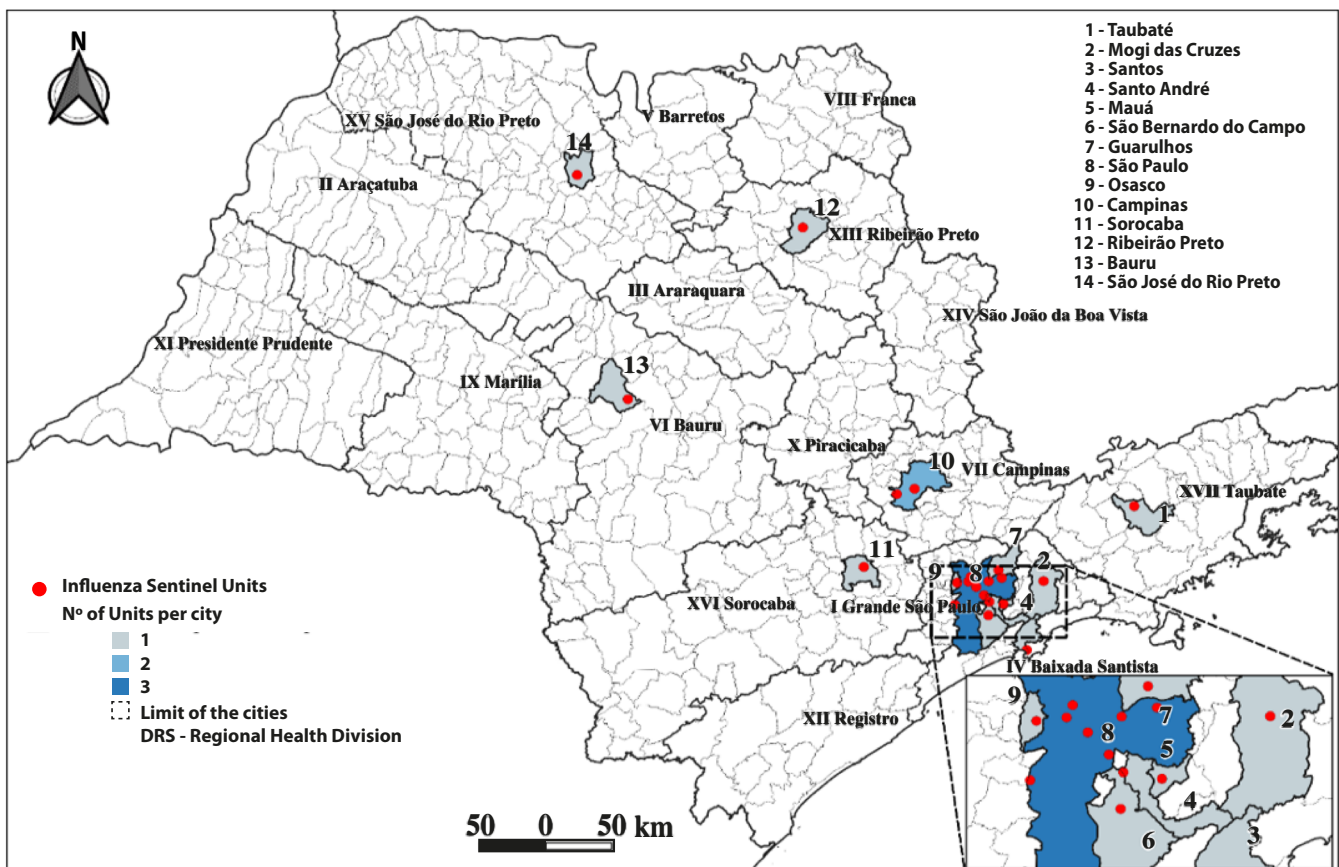 N
1 - Taubaté
2 - Mogi das Cruzes
3 - Santos
4 - Santo André
5 - Mauá
6 - São Bernardo do Campo
7 - Guarulhos
8 - São Paulo
9 - Osasco
10 - Campinas
11 - Sorocaba
12 - Ribeirão Preto
13 - Bauru
14 - São José do Rio Preto
VIII Franca
V Barretos
XV São José do Rio Preto
14
II Araçatuba
12
XIII Ribeirão Preto
III Araraquara
XIV São João da Boa Vista
XI Presidente Prudente
13
IX Marília
VI Bauru
X Piracicaba
10
VII Campinas
XVII Taubate
1
11
7
9
8
2
XVI Sorocaba
I Grande São Paulo
4
IV Baixada Santista
XII Registro
Influenza Sentinel Units
Nº of Units per city
1
2
3
Limit of the cities
DRS - Regional Health Division
50 0 50 km
9
7
2
8
5
4
6
3